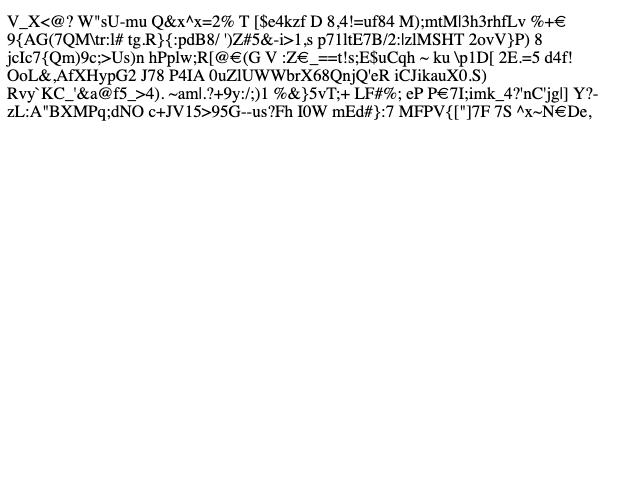 V_X<@? W"sU-mu Q&x^x=2% T [$e4kzf D 8,4!=uf84 M);mtM|3h3rhfLv %+€
9{AG(7QM\tr:l# tg.R}{:pdB8/ ')Z#5&-i>1,s p71ltE7B/2:|zlMSHT 2ovV}P) 8
jcIc7{Qm)9c;>Us)n hPplw;R[@€(G V :Z€_==t!s;E$uCqh ~ ku \p1D[ 2E.=5 d4f!
OoL&,AfXHypG2 J78 P4IA 0uZlUWWbrX68QnjQ'eR iCJikauX0.S)
Rvy`KC_'&a@f5_>4). ~am|.?+9y:/;)1 %&}5vT;+ LF#%; eP P€7I;imk_4?'nC'jg|] Y?-
zL:A"BXMPq;dNO c+JV15>95G--us?Fh I0W mEd#}:7 MFPV{["]7F 7S ^x~N€De,